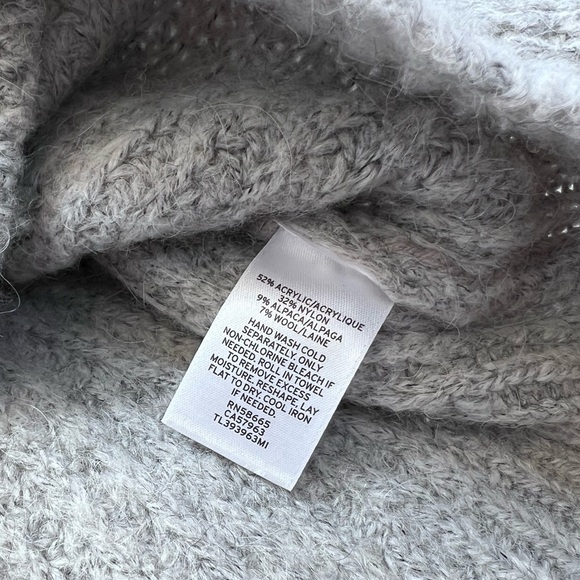 52% ACRYLIC/ACRYLIQUE
32% NYLON
9% ALPACA/ALPAGA
7% WOOL/LAINE
HAND WASH COLD
SEPARATELY. ONLY
NON-CHLORINE BLEACH IF
NEEDED. ROLL IN TOWEL
TO REMOVE EXCESS
MOISTURE, RESHAPE, LAY
FLAT TO DRY. COOL IRON
IF NEEDED.
RN58665
CA57963
TL393963MI